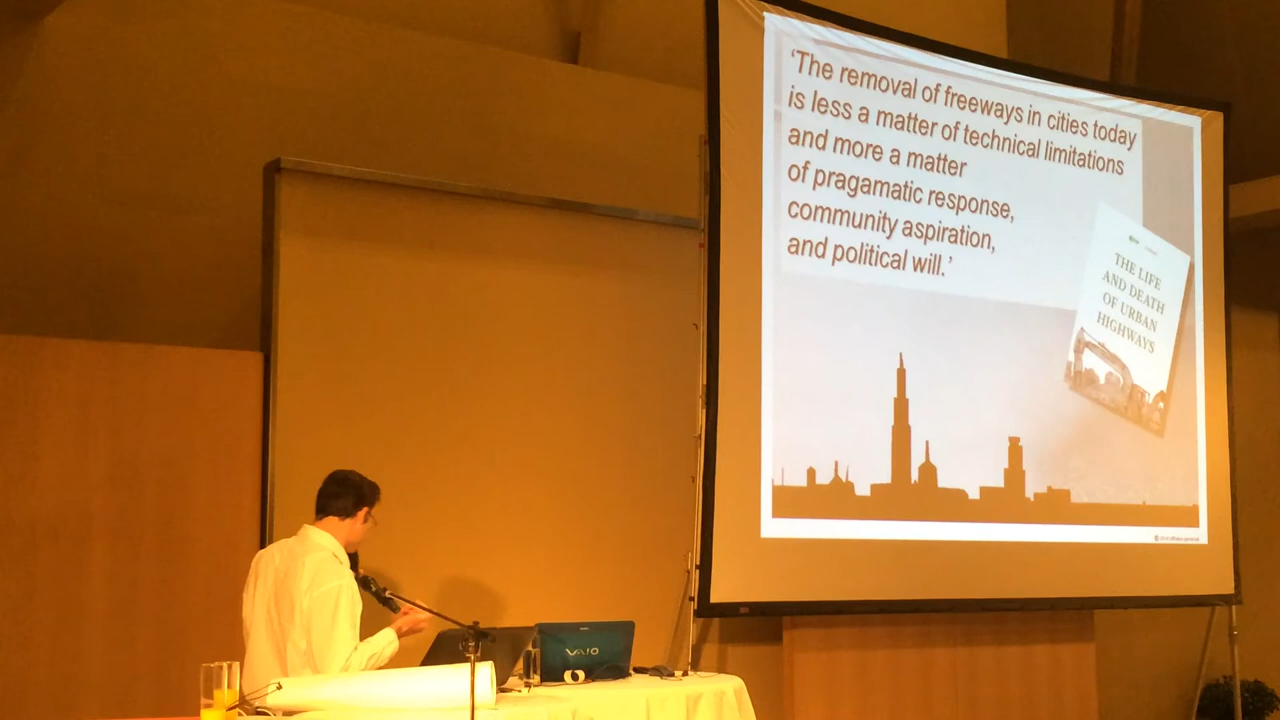 ‘The removal of freeways in cities today
is less a matter of technical limitations
and more a matter
of pragamatic response,
community aspiration,
and political will.’
THE LIFE
AND DEATH
OF URBAN
HIGHWAYS
VAIO